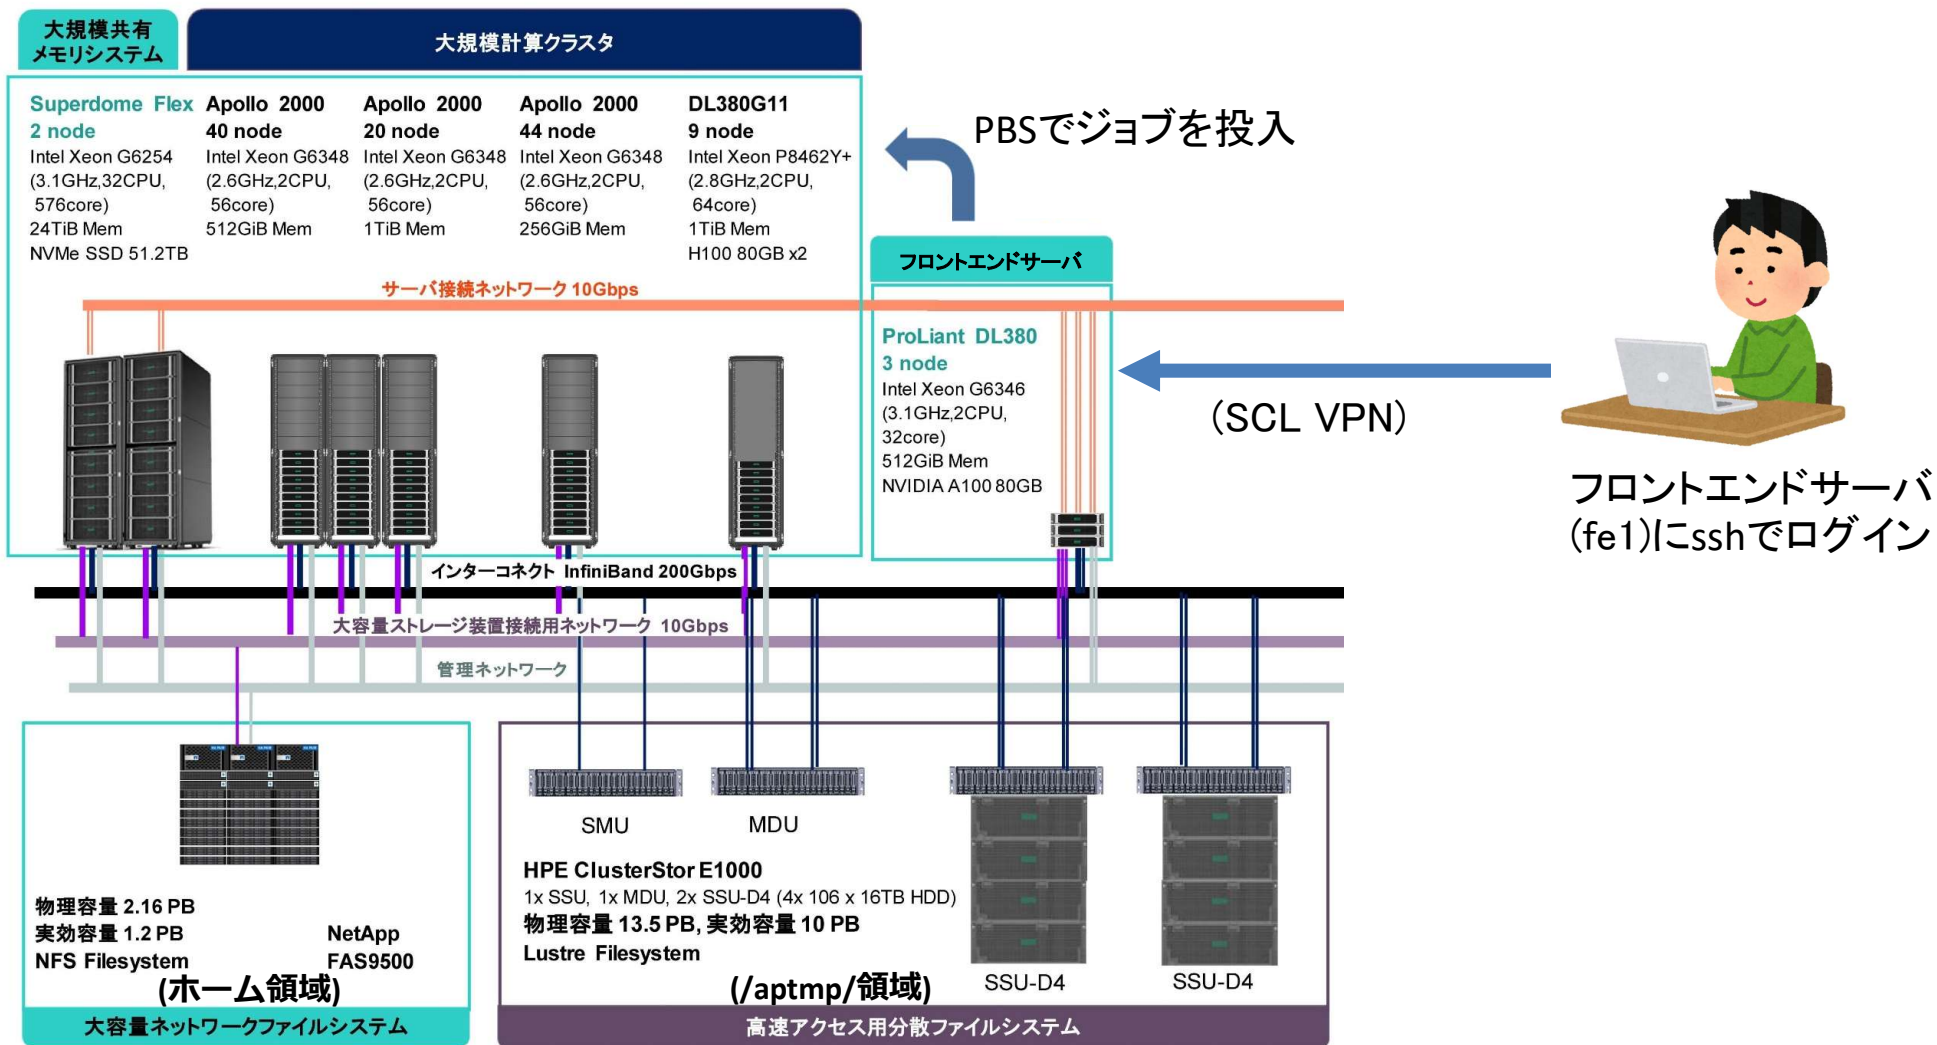 大規模共有
メモリシステム
大規模計算クラスタ
Superdome Flex
2 node
Intel Xeon G6254
(3.1GHz,32CPU,
576core)
24TiB Mem
NVMe SSD 51.2TB
Apollo 2000
40 node
Intel Xeon G6348
(2.6GHz,2CPU,
56core)
512GiB Mem
Apollo 2000
20 node
Intel Xeon G6348
(2.6GHz,2CPU,
56core)
1TiB Mem
Apollo 2000
44 node
Intel Xeon G6348
(2.6GHz,2CPU,
56core)
256GiB Mem
DL380G11
9 node
Intel Xeon P8462Y+
(2.8GHz,2CPU,
64core)
1TiB Mem
H100 80GB x2
PBSでジョブを投入
フロントエンドサーバ
サーバ接続ネットワーク 10Gbps
ProLiant DL380
3 node
Intel Xeon G6346
(3.1GHz,2CPU,
32core)
512GiB Mem
NVIDIA A100 80GB
(SCL VPN)
フロントエンドサーバ
(fe1)にsshでログイン
インターコネクト InfiniBand 200Gbps
大容量ストレージ装置接続用ネットワーク 10Gbps
管理ネットワーク
物理容量 2.16 PB
実効容量 1.2 PB
NFS Filesystem
NetApp
FAS9500
(ホーム領域)
大容量ネットワークファイルシステム
SMU
MDU
HPE ClusterStor E1000
1x SSU, 1x MDU, 2x SSU-D4 (4x 106 x 16TB HDD)
物理容量 13.5 PB, 実効容量 10 PB
Lustre Filesystem
(/aptmp/領域)
SSU-D4
SSU-D4
高速アクセス用分散ファイルシステム